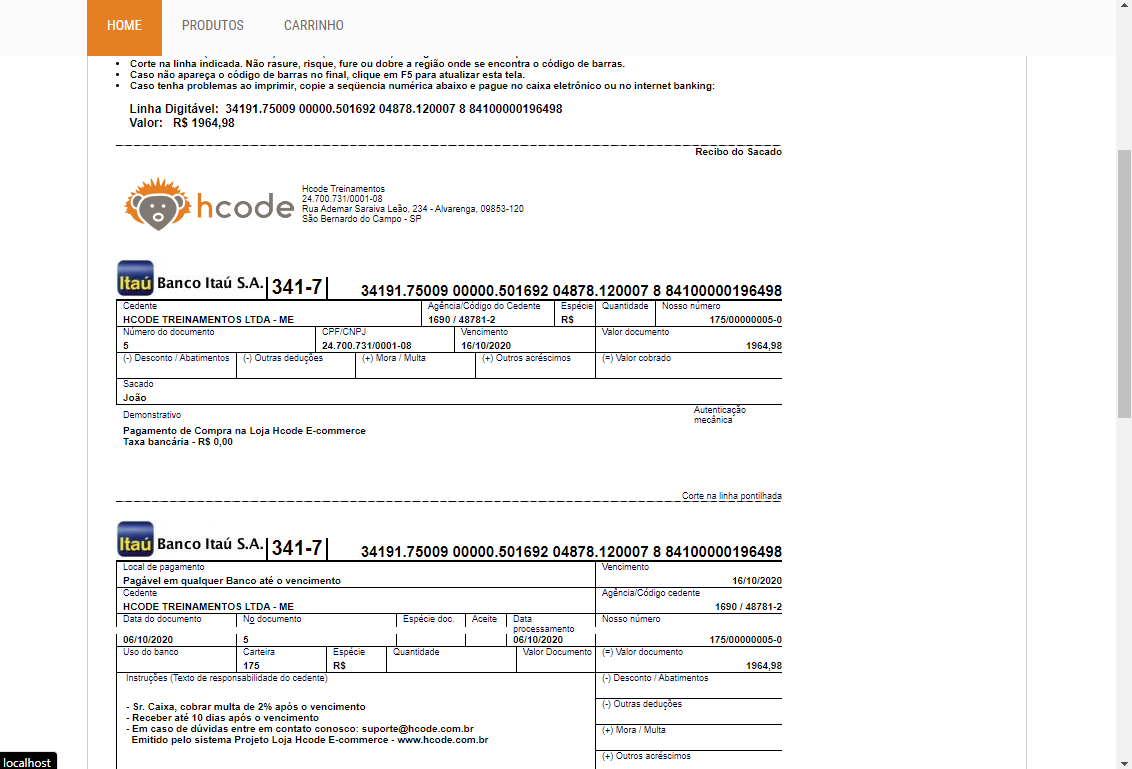 HOME PRODUTOS CARRINHO
Corte na linha indicada. Não rasure, risque, fure ou dobre a região onde se encontra o código de barras.
Caso não apareça o código de barras no final, clique em F5 para atualizar esta tela.
Caso tenha problemas ao imprimir, copie a seqüencia numérica abaixo e pague no caixa eletrônico ou no internet banking:
Linha Digitável: 34191.75009 00000.501692 04878.120007 8 84100000196498
Valor: R$ 1964,98
Recibo do Sacado
hcode
Hcode Treinamentos
24.700.731/0001-08
Rua Ademar Saraiva Leão, 234 - Alvarenga, 09853-120
São Bernardo do Campo - SP
Itaú Banco Itaú S.A. 341-7 34191.75009 00000.501692 04878.120007 8 84100000196498
Cedente Agência/Código do Cedente Espécie Quantidade Nosso número
HCODE TREINAMENTOS LTDA - ME 1690 / 48781-2 R$ 175/00000005-0
Número do documento CPF/CNPJ Vencimento Valor documento
5 24.700.731/0001-08 16/10/2020 1964,98
(-) Desconto / Abatimentos (-) Outras deduções (+) Mora / Multa (+) Outros acréscimos (=) Valor cobrado
Sacado
João
Demonstrativo Autenticação mecânica
Pagamento de Compra na Loja Hcode E-commerce
Taxa bancária - R$ 0,00
Corte na linha pontilhada
Itaú Banco Itaú S.A. 341-7 34191.75009 00000.501692 04878.120007 8 84100000196498
Local de pagamento Vencimento
Pagável em qualquer Banco até o vencimento 16/10/2020
Cedente Agência/Código cedente
HCODE TREINAMENTOS LTDA - ME 1690 / 48781-2
Data do documento No documento Espécie doc. Aceite Data processamento Nosso número
06/10/2020 5 06/10/2020 175/00000005-0
Uso do banco Carteira Espécie Quantidade Valor Documento (=) Valor documento
175 R$ 1964,98
Instruções (Texto de responsabilidade do cedente) (-) Desconto / Abatimentos
(-) Outras deduções
- Sr. Caixa, cobrar multa de 2% após o vencimento
- Receber até 10 dias após o vencimento
- Em caso de dúvidas entre em contato conosco: suporte@hcode.com.br
(+) Mora / Multa
Emitido pelo sistema Projeto Loja Hcode E-commerce - www.hcode.com.br
(+) Outros acréscimos
localhost